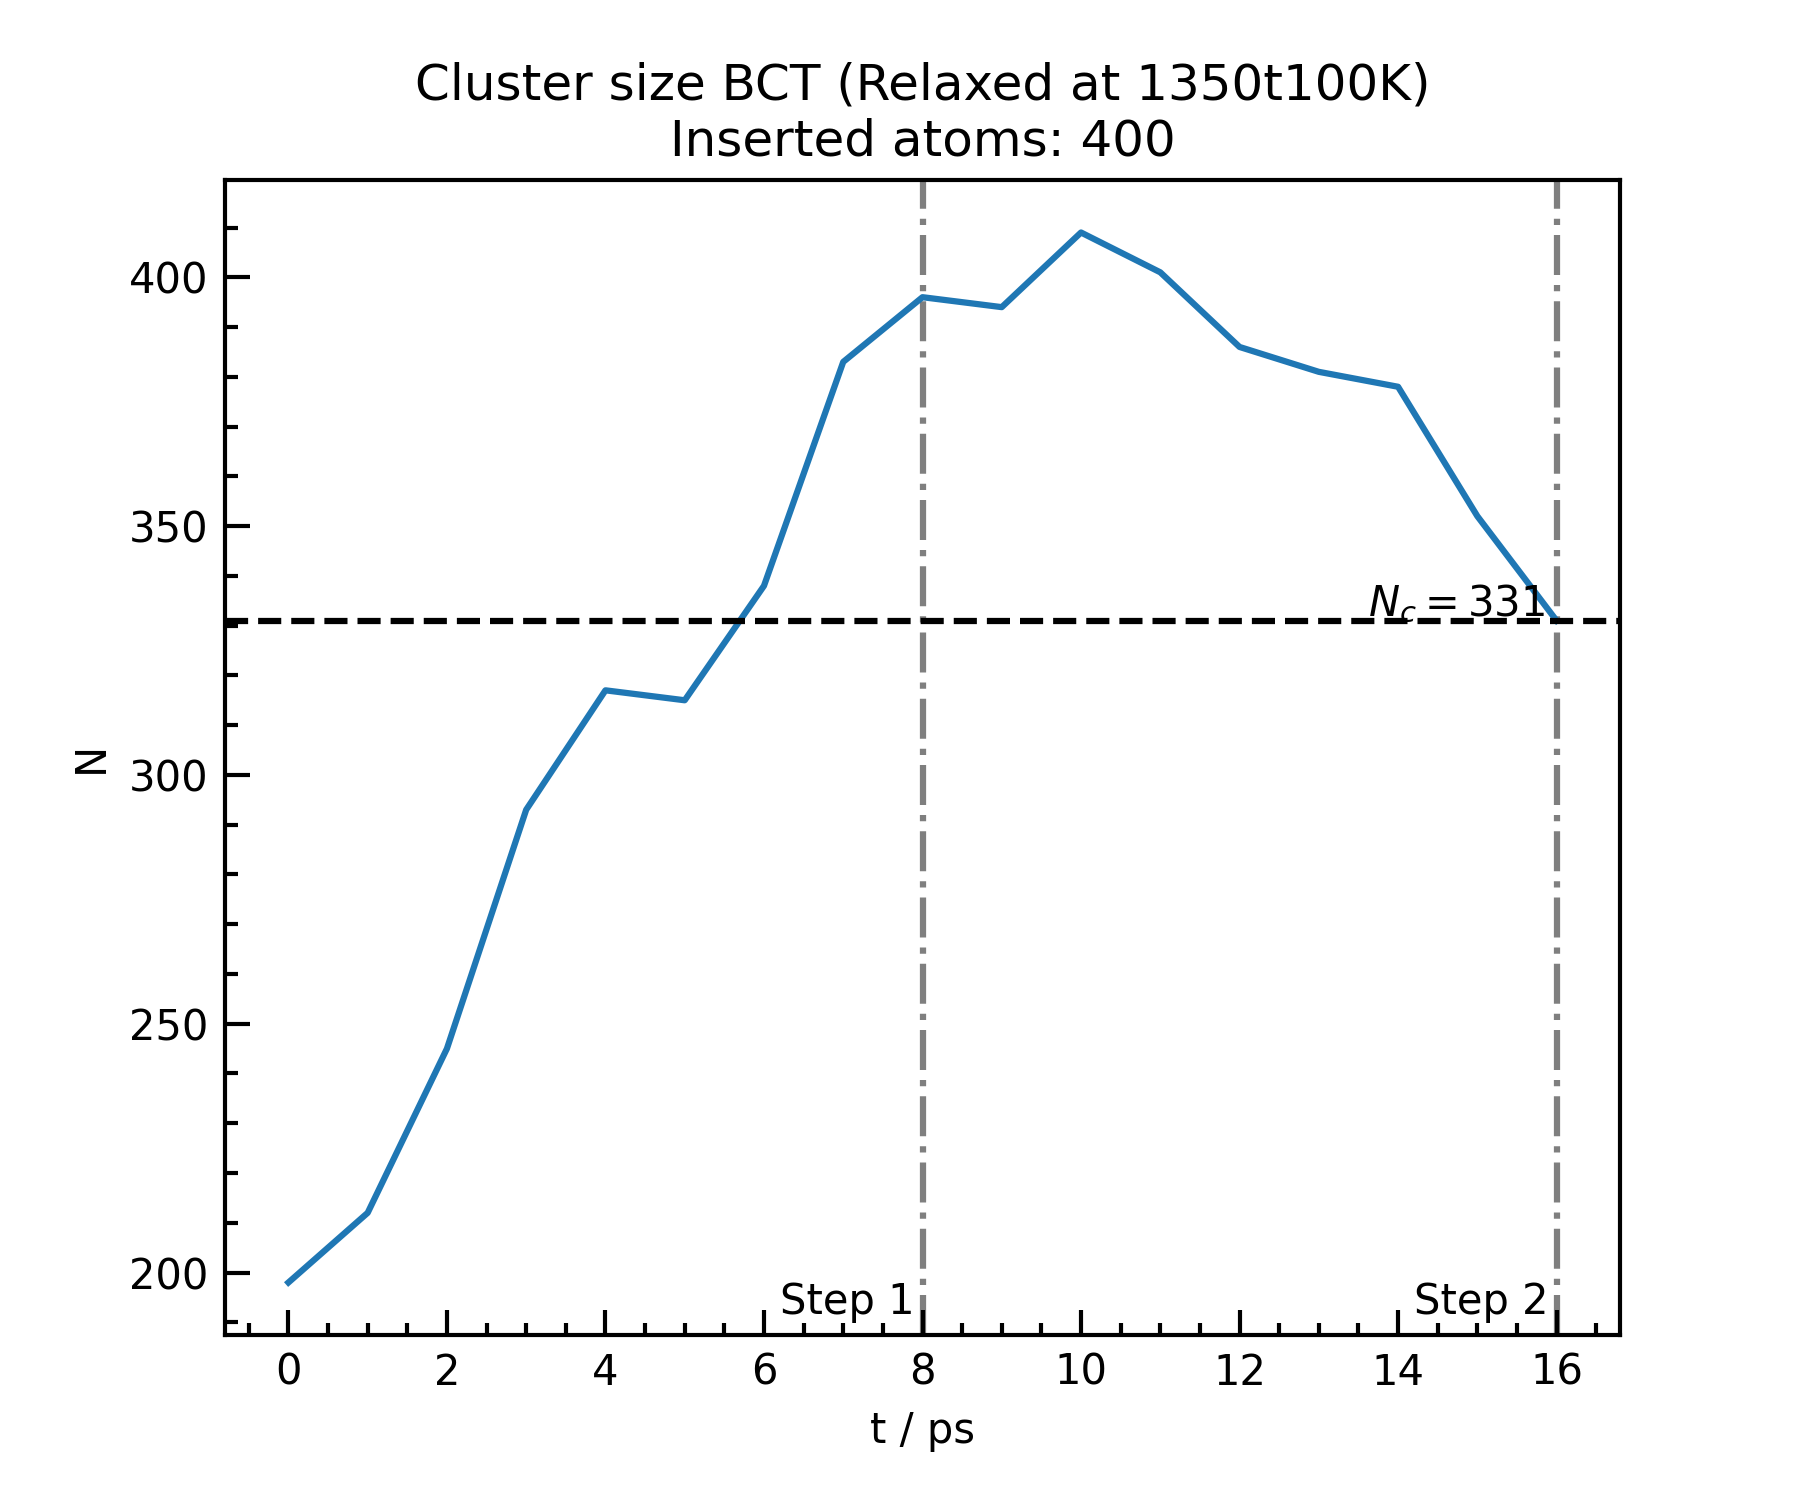 Cluster size BCT (Relaxed at 1350t100K)
Inserted atoms: 400
400
350
300
250
200
N
N_c = 331
Step 1
Step 2
0 2 4 6 8 10 12 14 16
t / ps